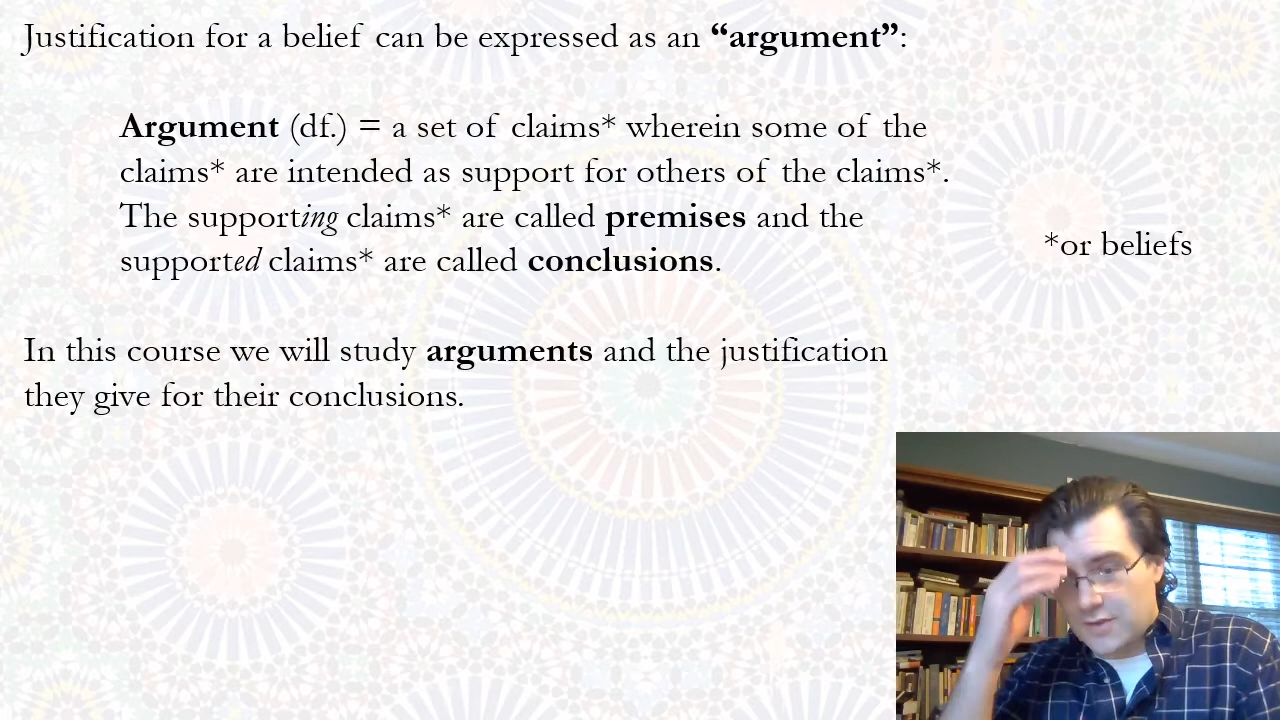 Justification for a belief can be expressed as an “argument”:
Argument (df.) = a set of claims* wherein some of the
claims* are intended as support for others of the claims*.
The supporting claims* are called premises and the
supported claims* are called conclusions.
*or beliefs
In this course we will study arguments and the justification
they give for their conclusions.